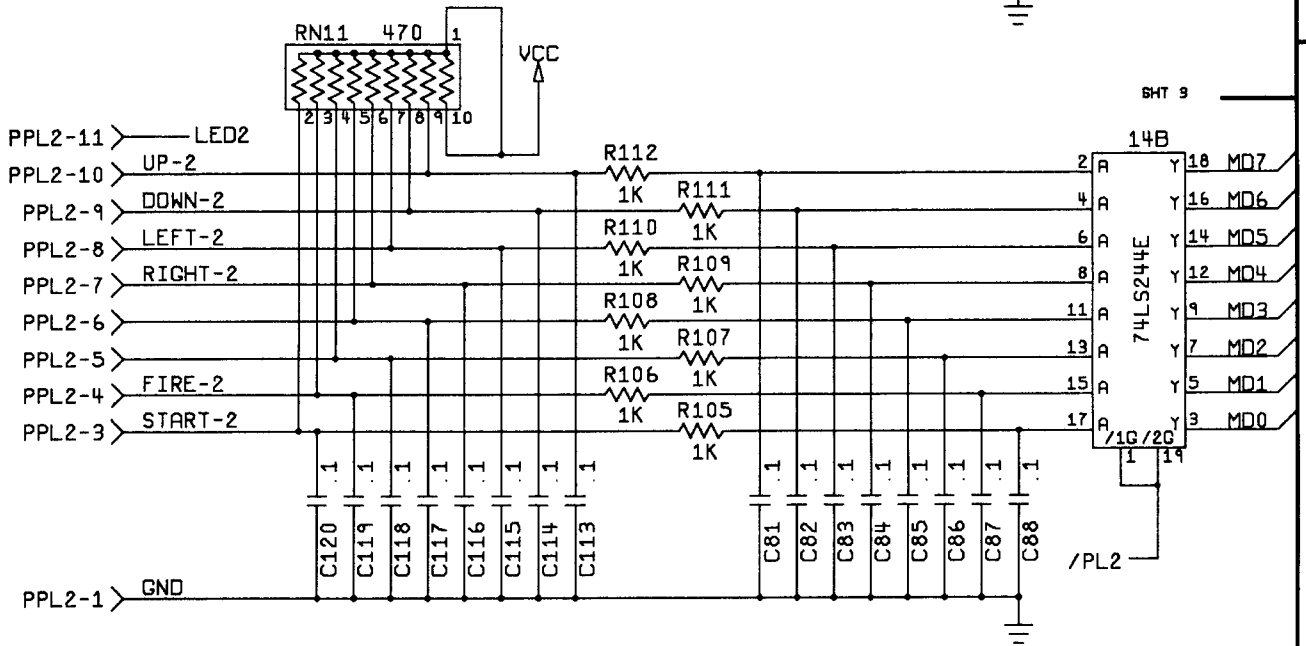 RN11 470 1
VCC
2 3 4 5 6 7 8 9 10
SHT 9
PPL2-11 LED2
14B
PPL2-10 UP-2 R112 1K 2 A Y 18 MD7
PPL2-9 DOWN-2 R111 1K 4 A Y 16 MD6
PPL2-8 LEFT-2 R110 1K 6 A Y 14 MD5
PPL2-7 RIGHT-2 R109 1K 8 A Y 12 MD4
PPL2-6 R108 1K 11 A Y 9 MD3
PPL2-5 R107 1K 13 A Y 7 MD2
PPL2-4 FIRE-2 R106 1K 15 A Y 5 MD1
PPL2-3 START-2 R105 1K 17 A Y 3 MD0
74LS244E
/1G /2G
1 19
.1 .1 .1 .1 .1 .1 .1 .1 .1 .1 .1 .1 .1 .1 .1 .1
C120 C119 C118 C117 C116 C115 C114 C113 C81 C82 C83 C84 C85 C86 C87 C88
/PL2
PPL2-1 GND